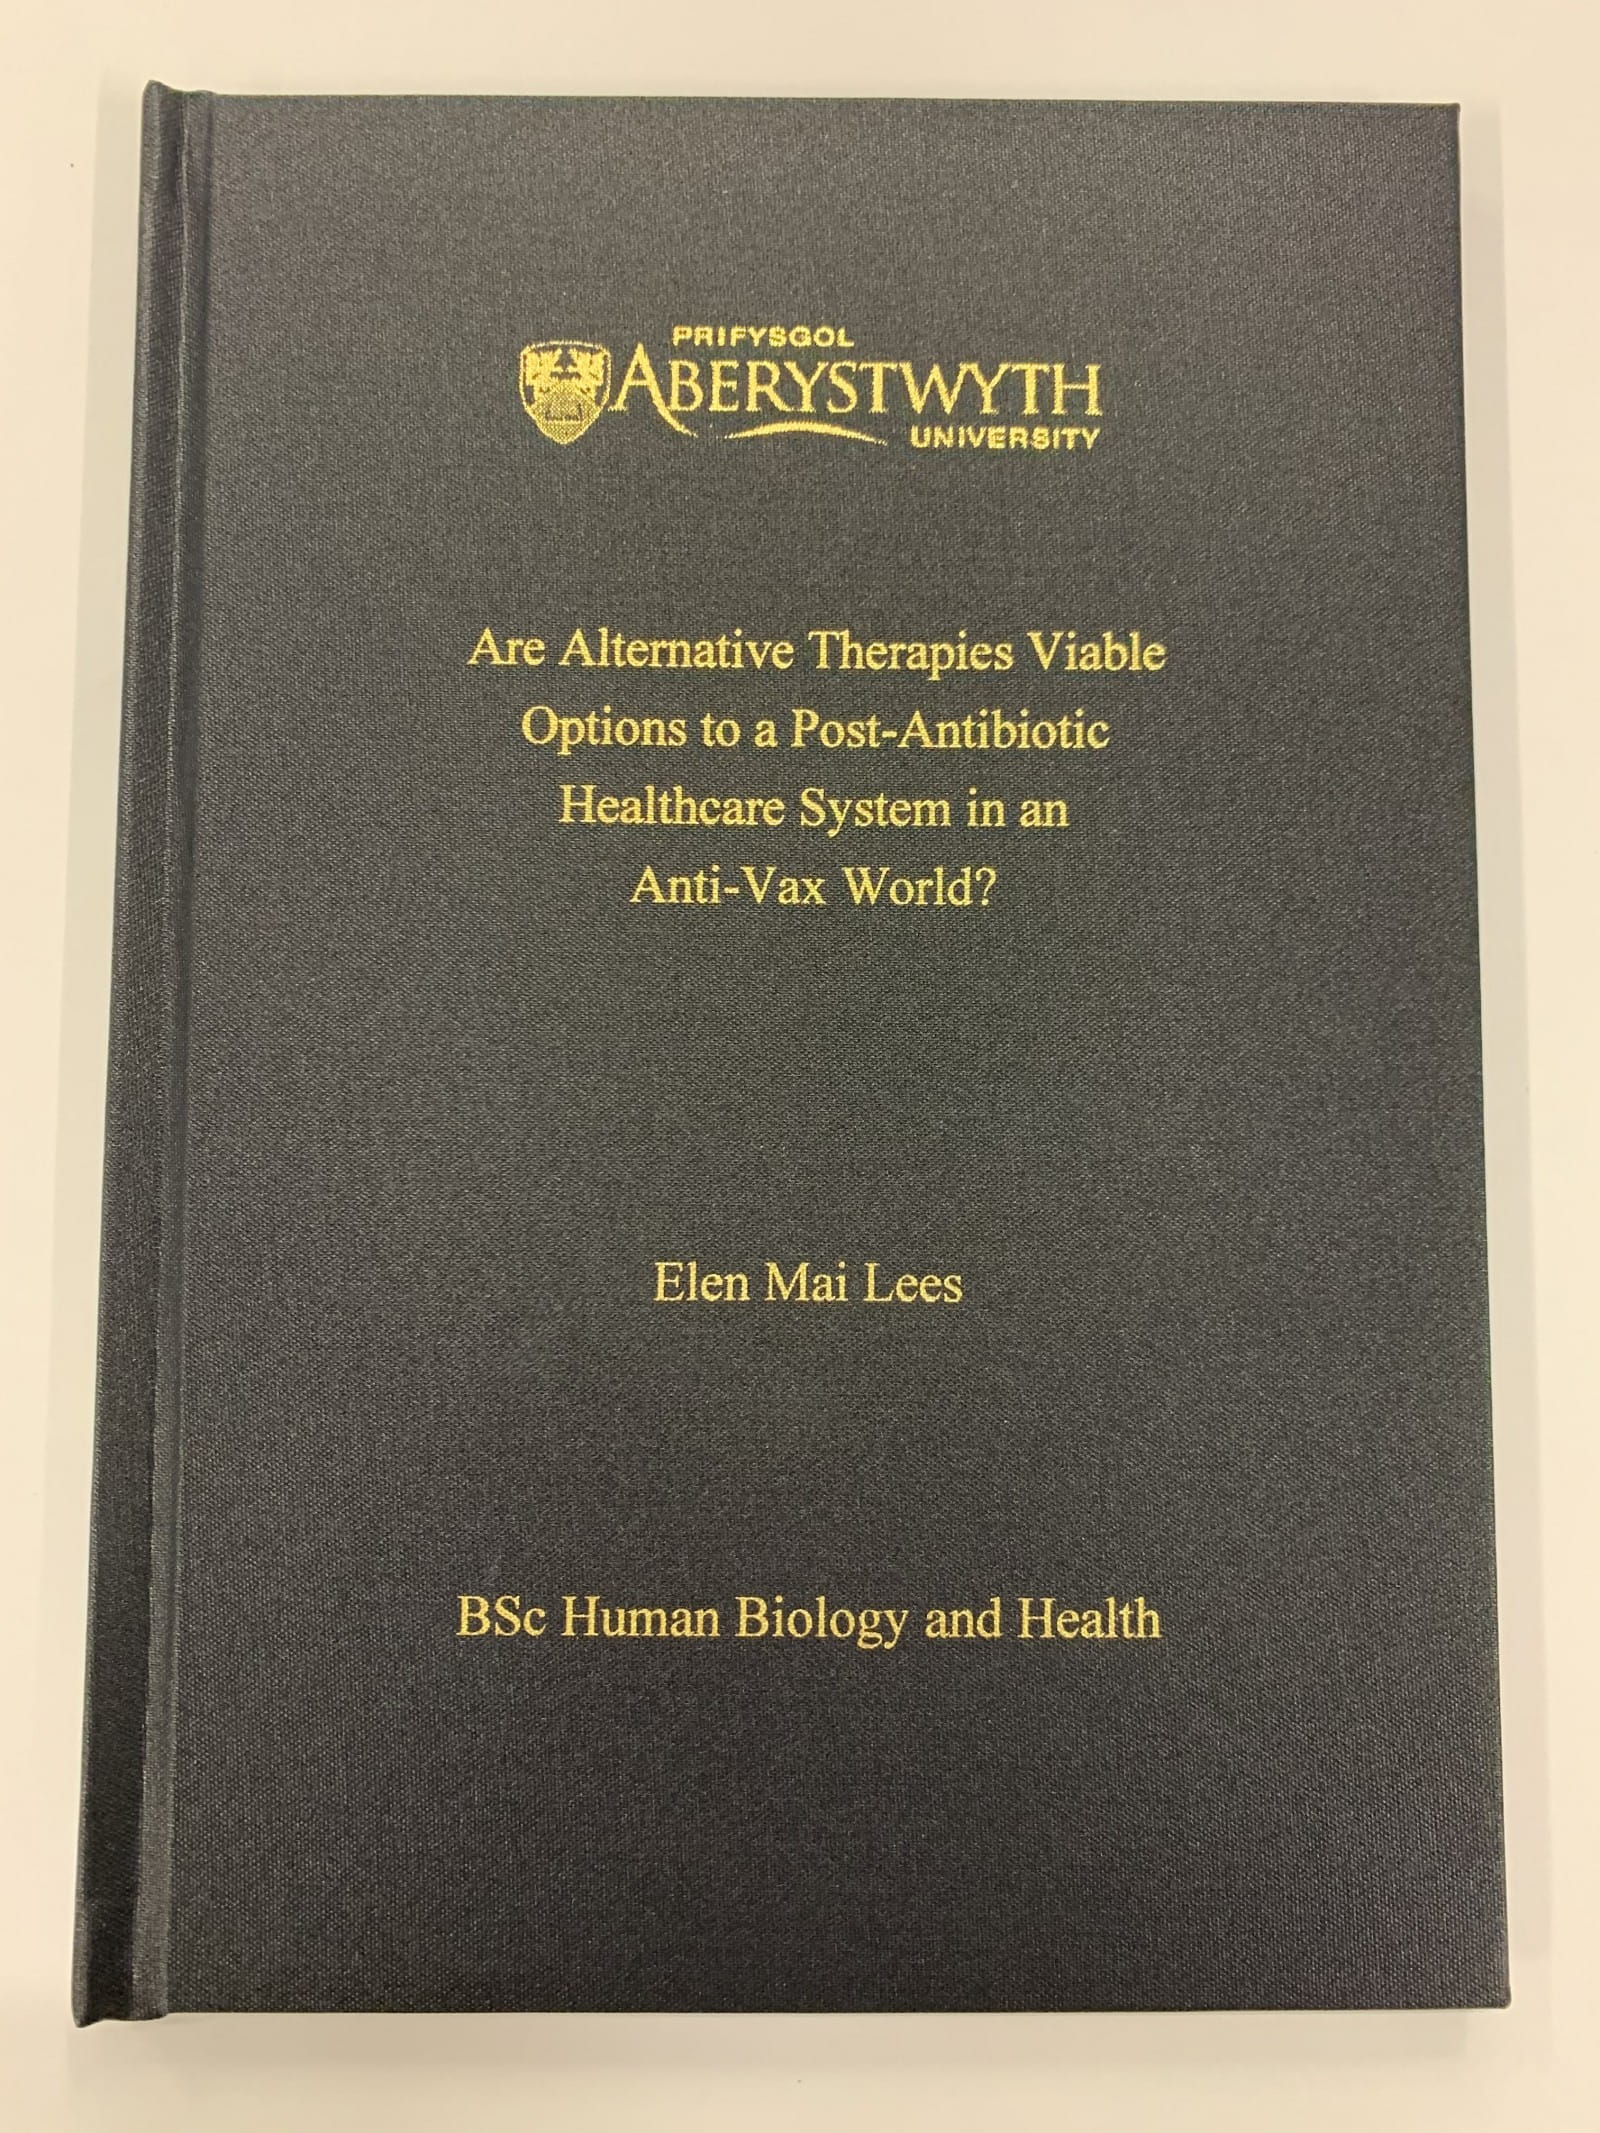 PRIFYSGOL
ABERYSTWYTH
UNIVERSITY
Are Alternative Therapies Viable
Options to a Post-Antibiotic
Healthcare System in an
Anti-Vax World?
Elen Mai Lees
BSc Human Biology and Health